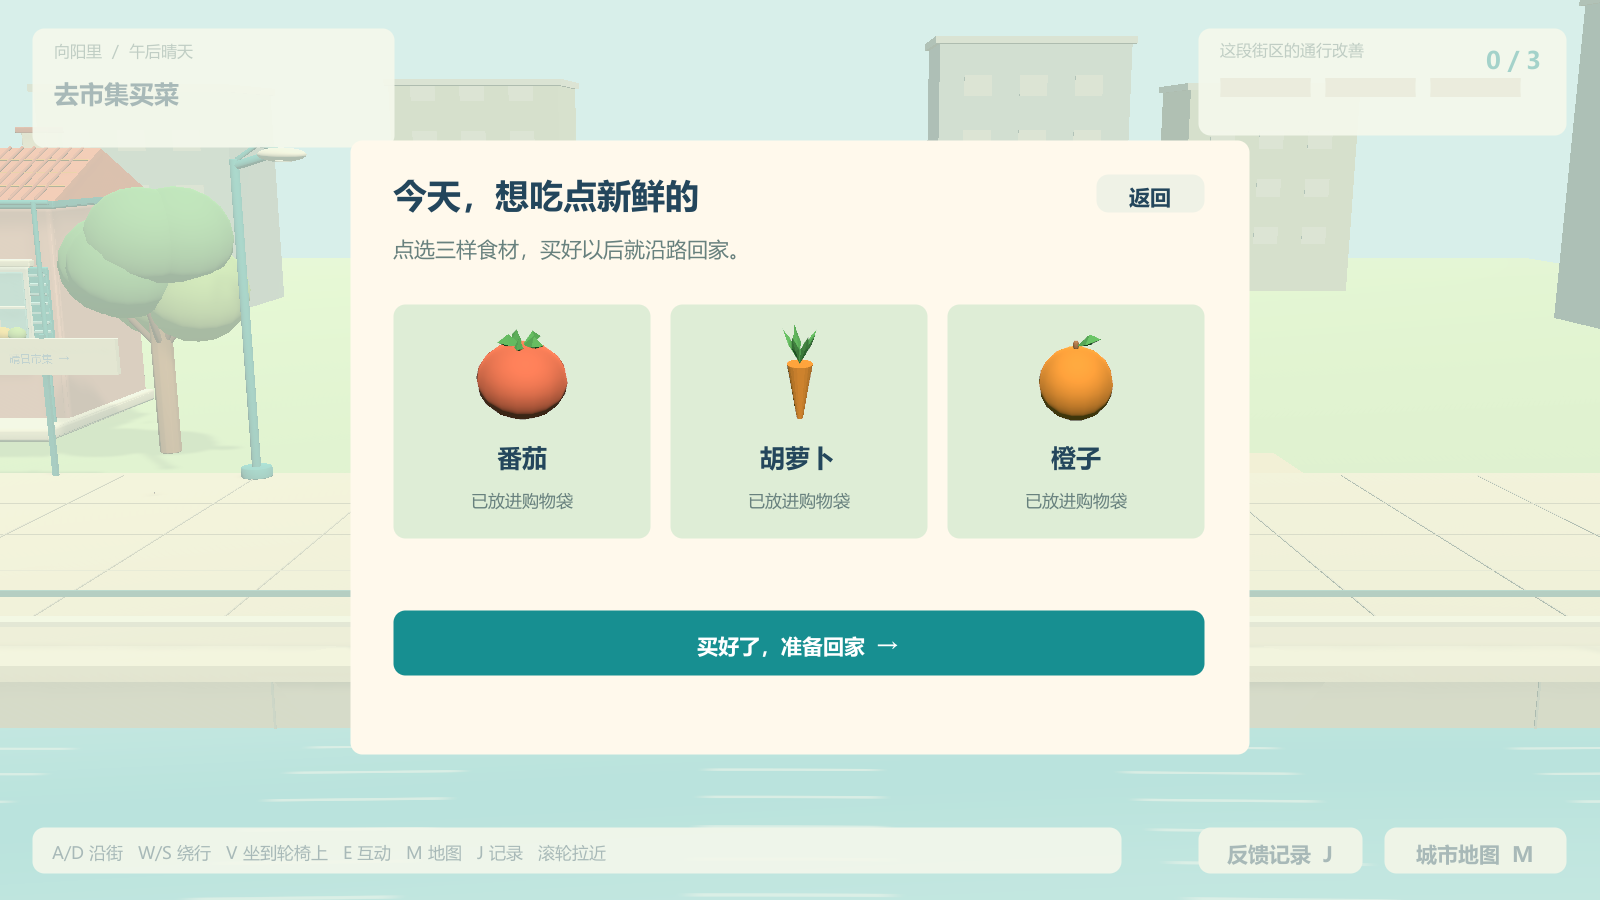 向阳里 / 午后晴天
去市集买菜
这段街区的通行改善
0 / 3
今天，想吃点新鲜的
返回
点选三样食材，买好以后就沿路回家。
番茄
已放进购物袋
胡萝卜
已放进购物袋
橙子
已放进购物袋
买好了，准备回家 →
A/D 沿街 W/S 绕行 V 坐到轮椅上 E 互动 M 地图 J 记录 滚轮拉近
反馈记录 J
城市地图 M